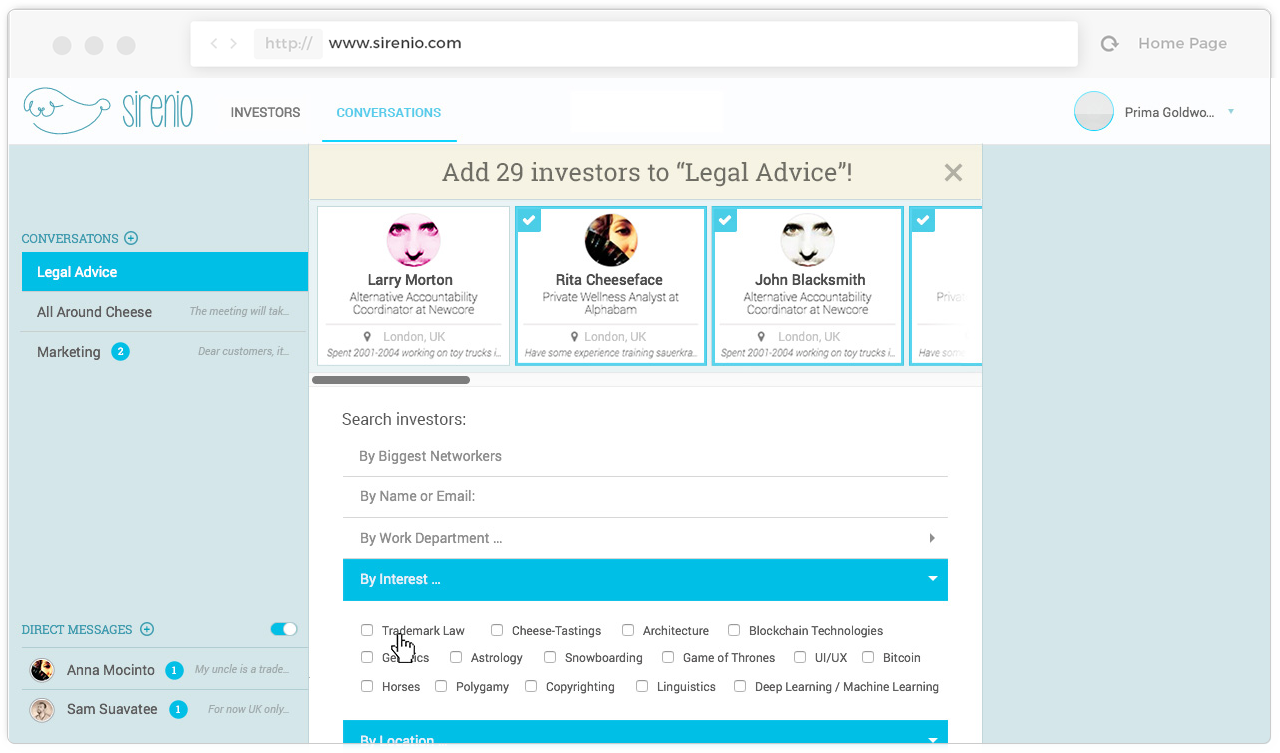 http:// www.sirenio.com
Home Page
sirenio
INVESTORS
CONVERSATIONS
Prima Goldwo...
Add 29 investors to “Legal Advice”!
CONVERSATONS
Legal Advice
All Around Cheese
The meeting will tak...
Marketing
2
Dear customers, it...
DIRECT MESSAGES
Anna Mocinto
1
My uncle is a trade...
Sam Suavatee
1
For now UK only...
Larry Morton
Alternative Accountability
Coordinator at Newcore
London, UK
Spent 2001-2004 working on toy trucks i...
Rita Cheeseface
Private Wellness Analyst at
Alphabam
London, UK
Have some experience training sauerkra...
John Blacksmith
Alternative Accountability
Coordinator at Newcore
London, UK
Spent 2001-2004 working on toy trucks i...
Have
Search investors:
By Biggest Networkers
By Name or Email:
By Work Department ...
By Interest ...
Trademark Law
Cheese-Tastings
Architecture
Blockchain Technologies
Astrology
Snowboarding
Game of Thrones
UI/UX
Bitcoin
Horses
Polygamy
Copyrighting
Linguistics
Deep Learning / Machine Learning
By Location